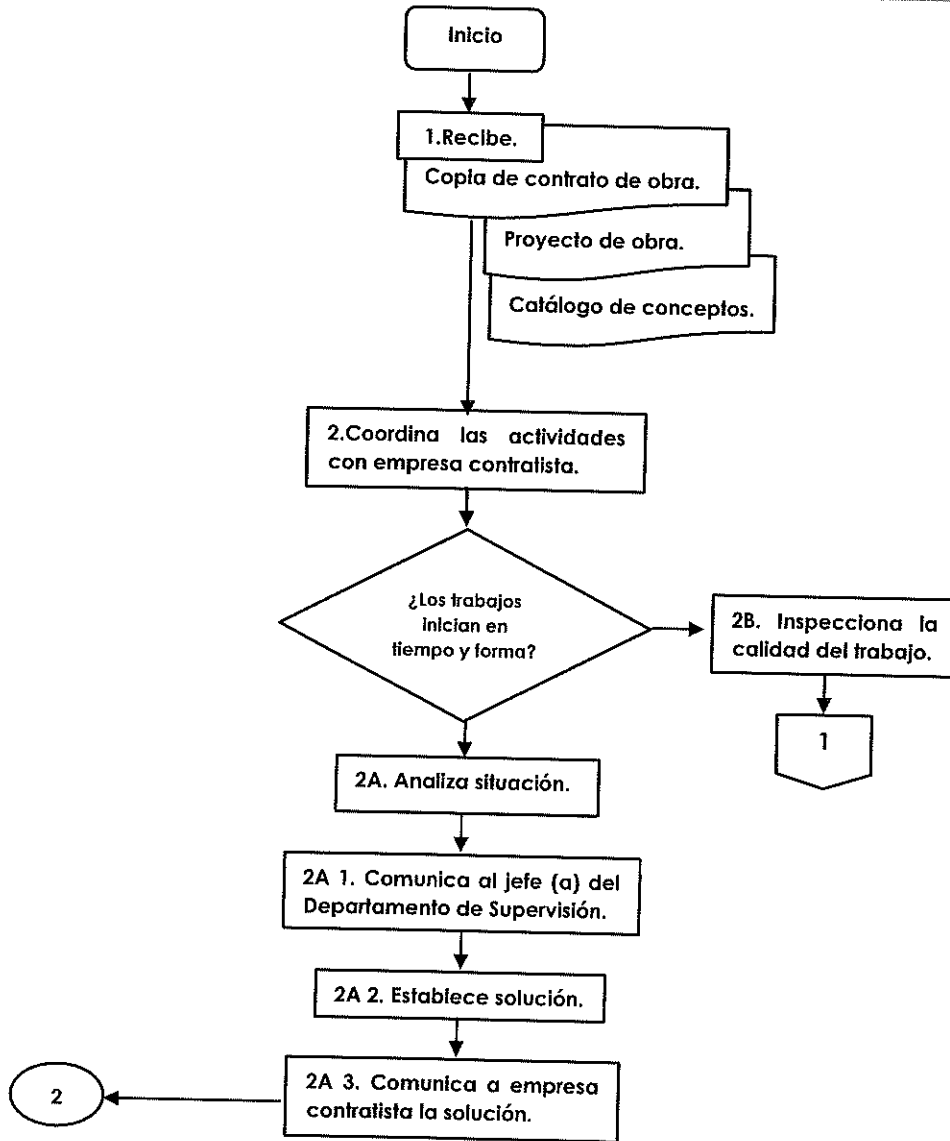 Inicio
1.Recibe.
Copia de contrato de obra.
Proyecto de obra.
Catálogo de conceptos.
2.Coordina las actividades
con empresa contratista.
¿Los trabajos
inician en
tiempo y forma?
2B. Inspecciona la
calidad del trabajo.
1
2A. Analiza situación.
2A 1. Comunica al jefe (a) del
Departamento de Supervisión.
2A 2. Establece solución.
2A 3. Comunica a empresa
contratista la solución.
2